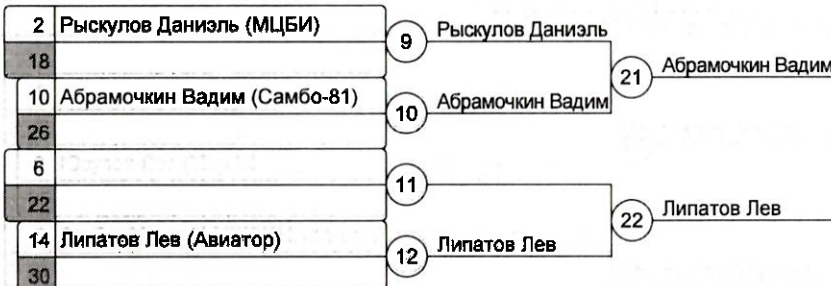 2 Рыскулов Даниэль (МЦБИ)
18
10 Абрамочкин Вадим (Самбо-81)
26
6
22
14 Липатов Лев (Авиатор)
30
9 Рыскулов Даниэль
10 Абрамочкин Вадим
11
12 Липатов Лев
21 Абрамочкин Вадим
22 Липатов Лев